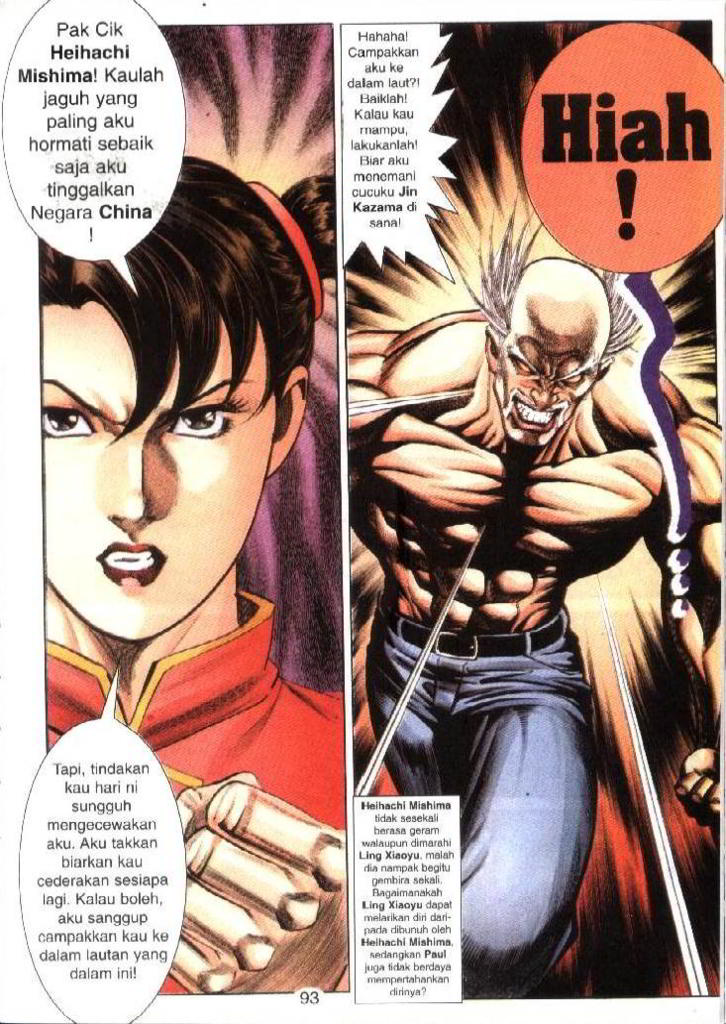 Pak Cik
Heihachi
Mishima! Kaulah
jaguh yang
paling aku
hormati sebaik
saja aku
tinggalkan
Negara China
!
Tapi, tindakan
kau hari ni
sungguh
mengecewakan
aku. Aku takkan
biarkan kau
cederakan sesiapa
lagi. Kalau boleh,
aku sanggup
campakkan kau ke
dalam lautan yang
dalam ini!
Hahaha!
Campakkan
aku ke
dalam laut?!
Baiklah!
Kalau kau
mampu,
lakukanlah!
Biar aku
menemani
cucuku Jin
Kazama di
sana!
Hiah
!
Heihachi Mishima
tidak sesekali
berasa geram
walaupun dimarahi
Ling Xiaoyu, malah
dia nampak begitu
gembira sekali.
Bagaimanakah
Ling Xiaoyu dapat
melarikan diri dari-
pada dibunuh oleh
Heihachi Mishima,
sedangkan Paul
juga tidak berdaya
mempertahankan
dirinya?
93